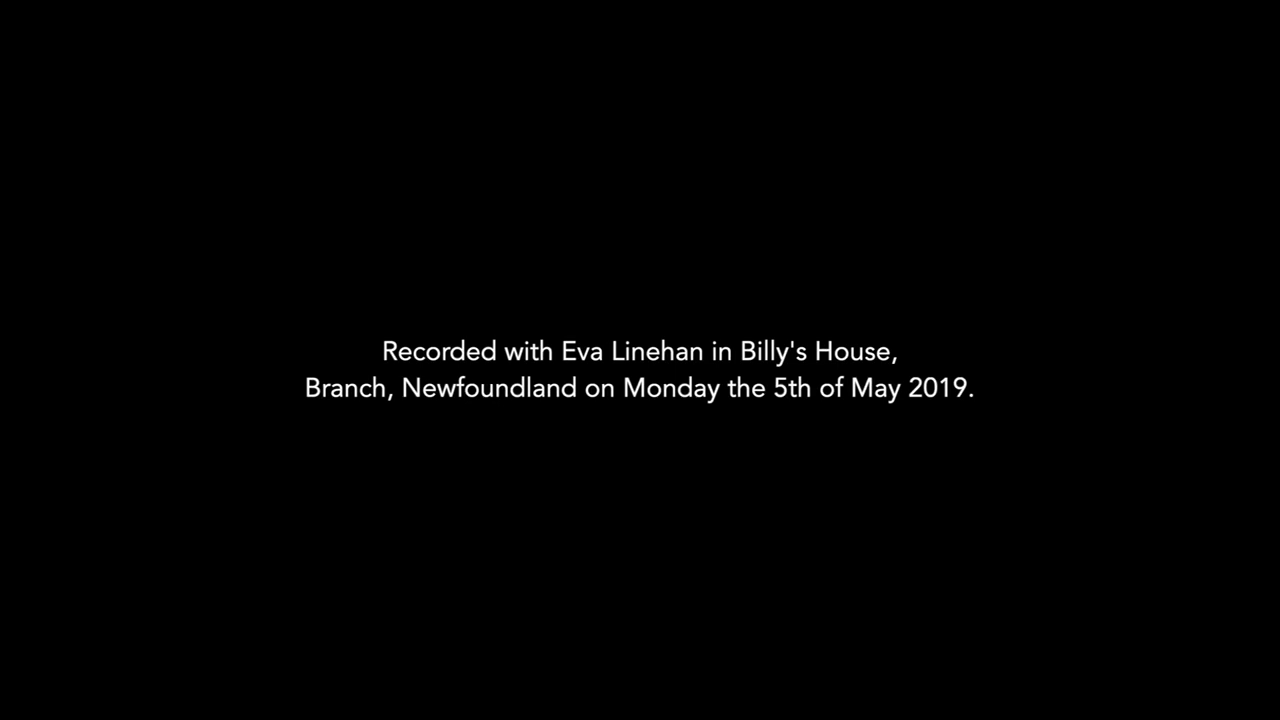 Recorded with Eva Linehan in Billy's House,
Branch, Newfoundland on Monday the 5th of May 2019.